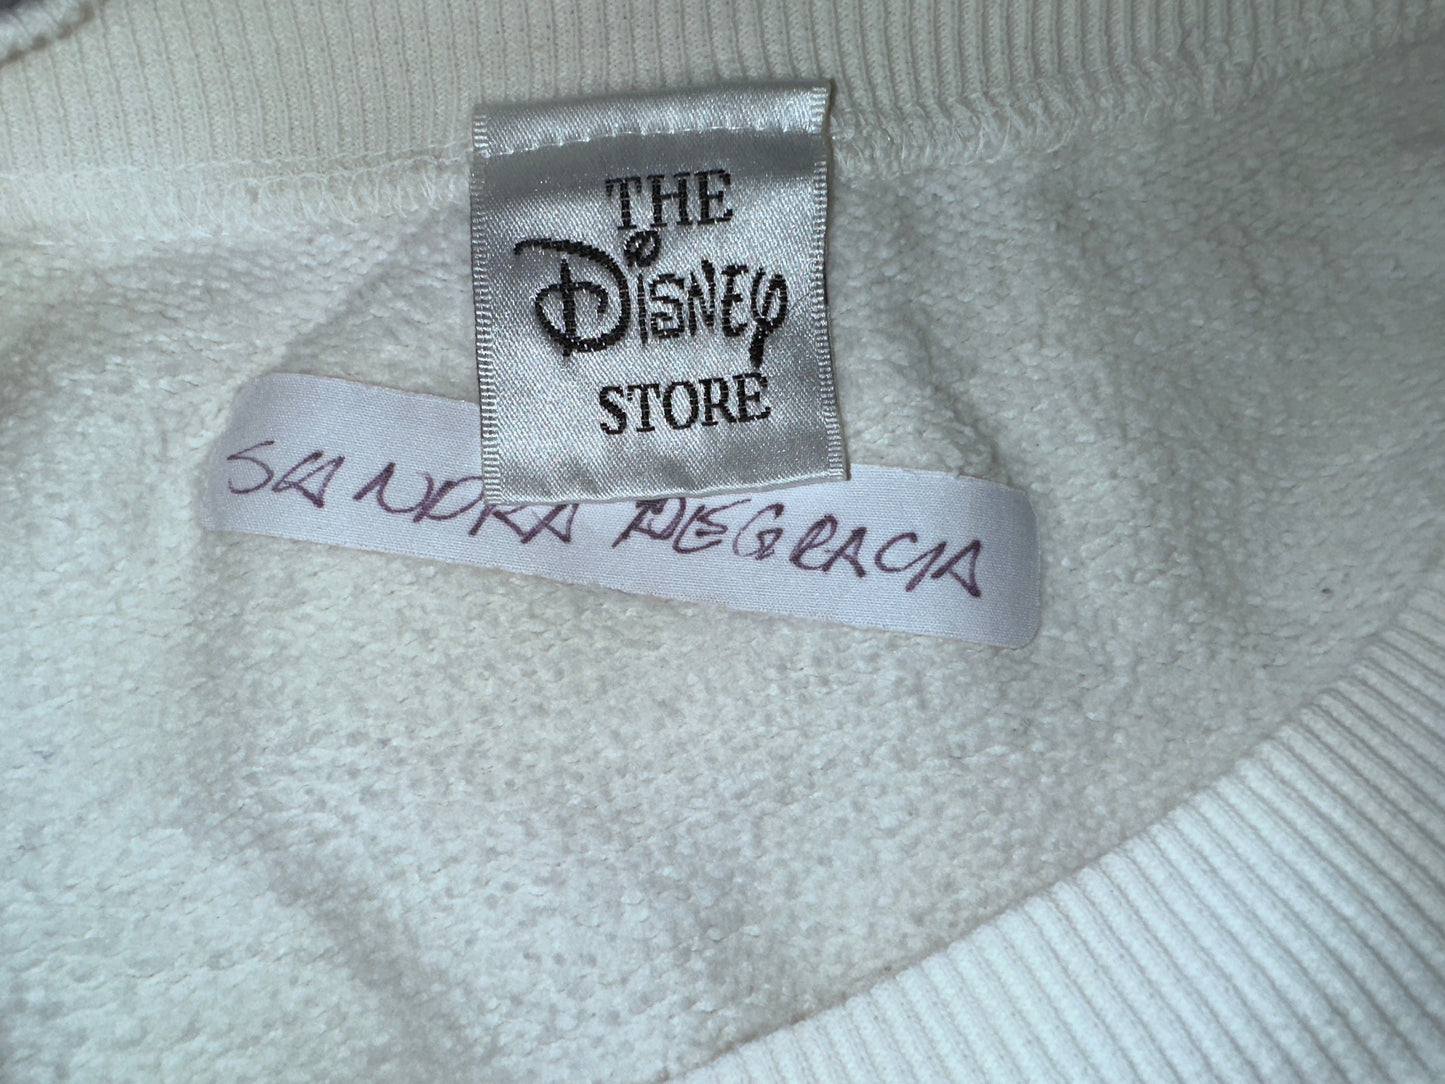 THE
Disney
STORE
SANDRA DEGRACIA